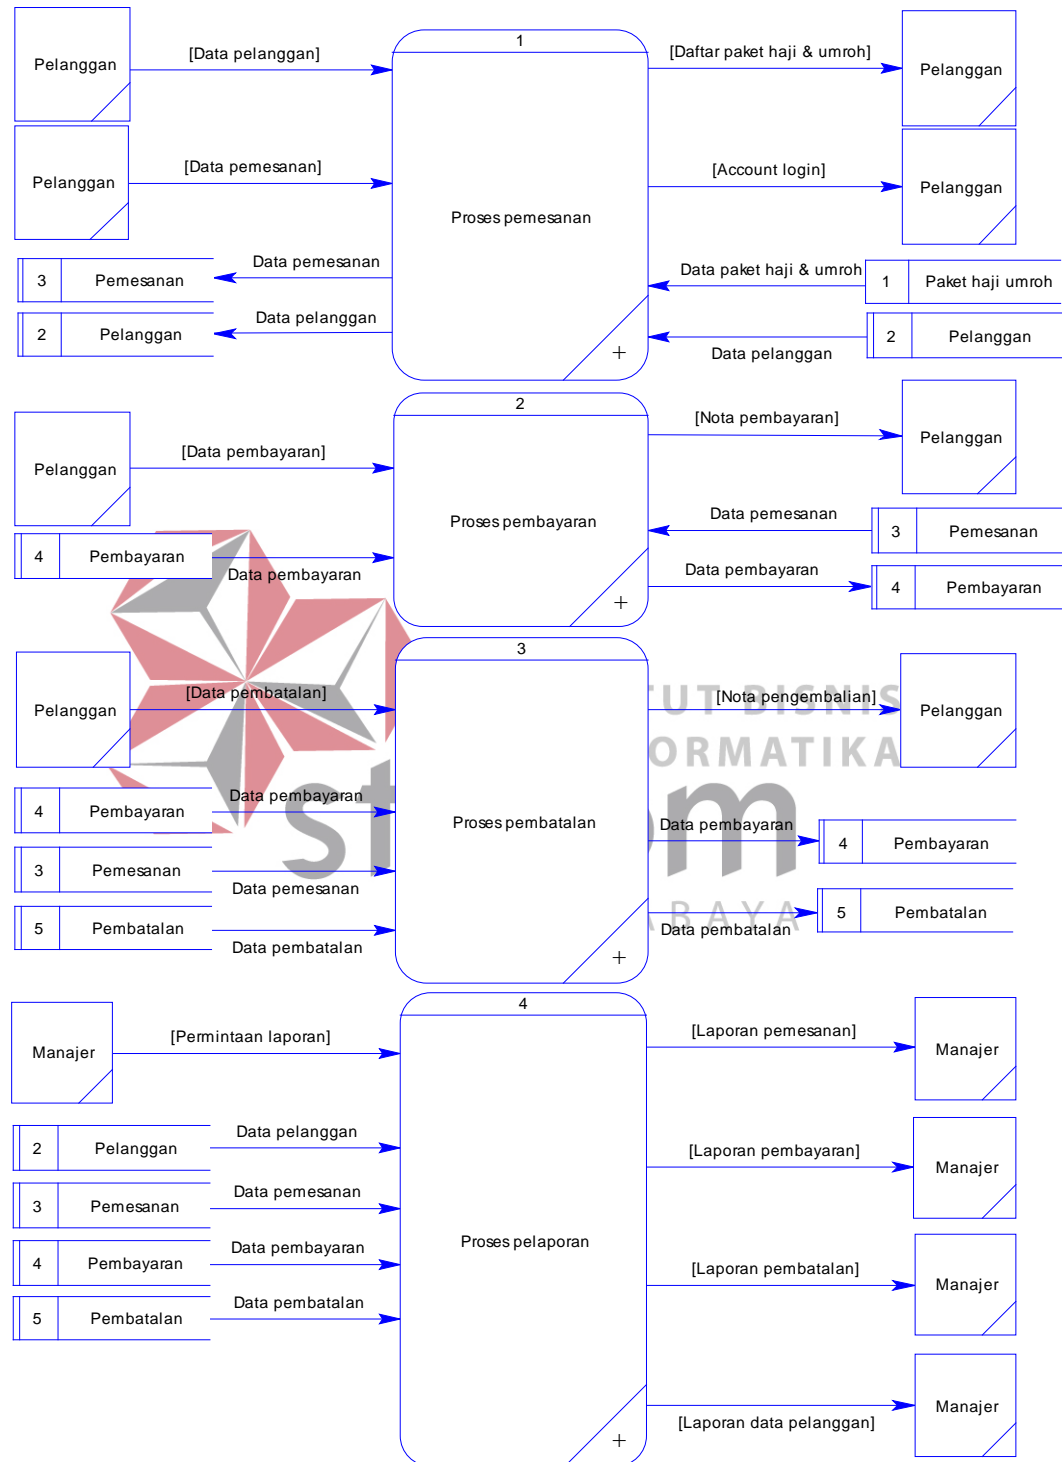 1
Pelanggan
[Data pelanggan]
[Daftar paket haji & umroh]
Pelanggan
Pelanggan
[Data pemesanan]
[Account login]
Pelanggan
Proses pemesanan
3 Pemesanan
Data pemesanan
Data paket haji & umroh
1 Paket haji umroh
2 Pelanggan
Data pelanggan
Data pelanggan
2 Pelanggan
+
2
Pelanggan
[Data pembayaran]
[Nota pembayaran]
Pelanggan
Proses pembayaran
4 Pembayaran
Data pembayaran
Data pemesanan
3 Pemesanan
Data pembayaran
4 Pembayaran
+
3
Pelanggan
[Data pembatalan]
[Nota pengembalian]
Pelanggan
UT BISNIS
ORMATIKA
Proses pembatalan
4 Pembayaran
Data pembayaran
3 Pemesanan
Data pemesanan
5 Pembatalan
Data pembatalan
Data pembayaran
4 Pembayaran
Data pembatalan
5 Pembatalan
+
4
Manajer
[Permintaan laporan]
[Laporan pemesanan]
Manajer
2 Pelanggan
Data pelanggan
[Laporan pembayaran]
Manajer
3 Pemesanan
Data pemesanan
Proses pelaporan
4 Pembayaran
Data pembayaran
[Laporan pembatalan]
Manajer
5 Pembatalan
Data pembatalan
[Laporan data pelanggan]
Manajer
+